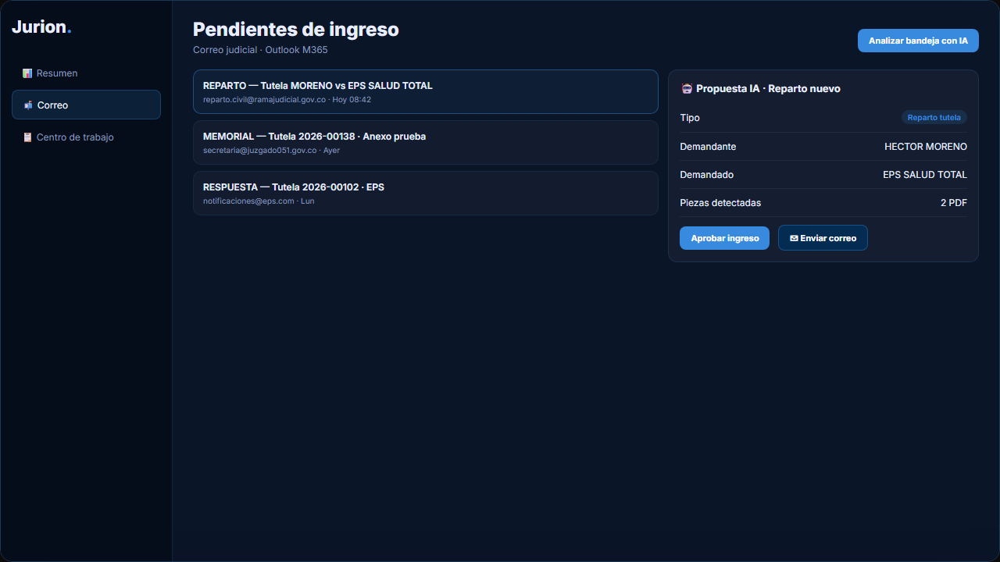 Jurion.
Resumen
Correo
Centro de trabajo
Pendientes de ingreso
Correo judicial · Outlook M365
Analizar bandeja con IA
REPARTO — Tutela MORENO vs EPS SALUD TOTAL
reparto.civil@ramajudicial.gov.co · Hoy 08:42
MEMORIAL — Tutela 2026-00138 · Anexo prueba
secretaria@juzgado051.gov.co · Ayer
RESPUESTA — Tutela 2026-00102 · EPS
notificaciones@eps.com · Lun
Propuesta IA · Reparto nuevo
Tipo Reparto tutela
Demandante HECTOR MORENO
Demandado EPS SALUD TOTAL
Piezas detectadas 2 PDF
Aprobar ingreso
Enviar correo